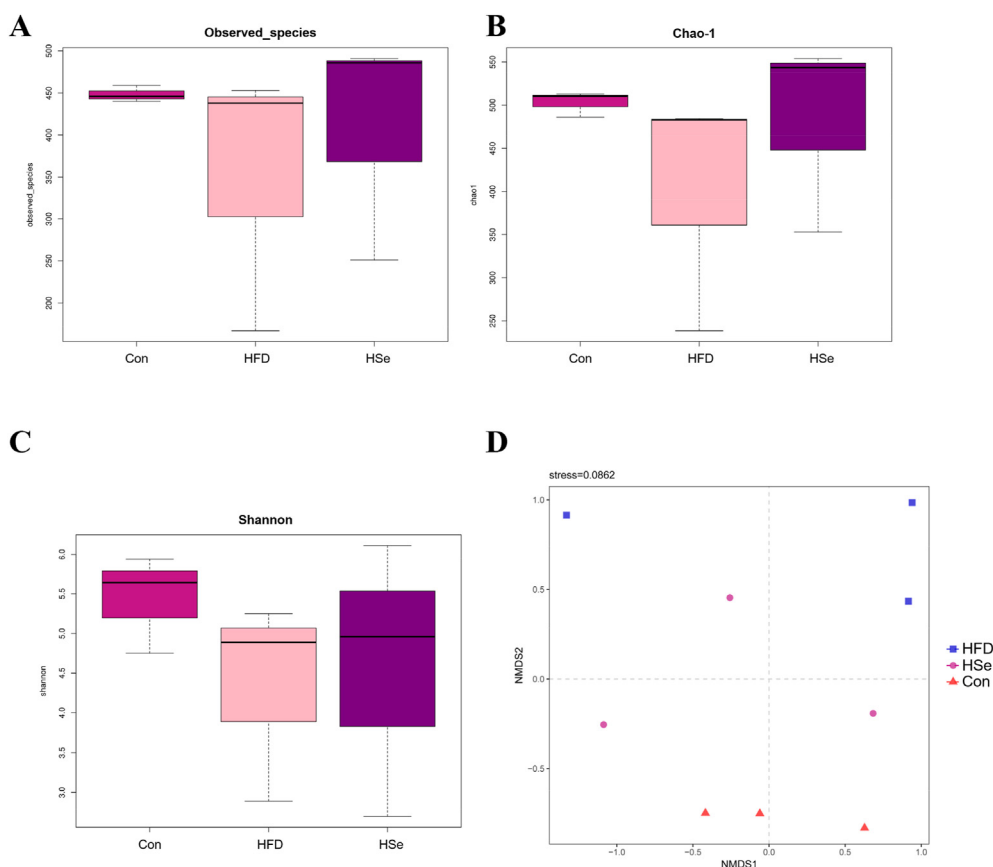 A
Observed_species
observed_species
500
450
400
350
300
250
200
Con
HFD
HSe
B
Chao-1
chao1
550
500
450
400
350
300
250
Con
HFD
HSe
C
Shannon
shannon
6.0
5.5
5.0
4.5
4.0
3.5
3.0
Con
HFD
HSe
D
stress=0.0862
NMDS2
1.0
0.5
0.0
−0.5
−1.0
−0.5
0.0
0.5
1.0
NMDS1
HFD
HSe
Con